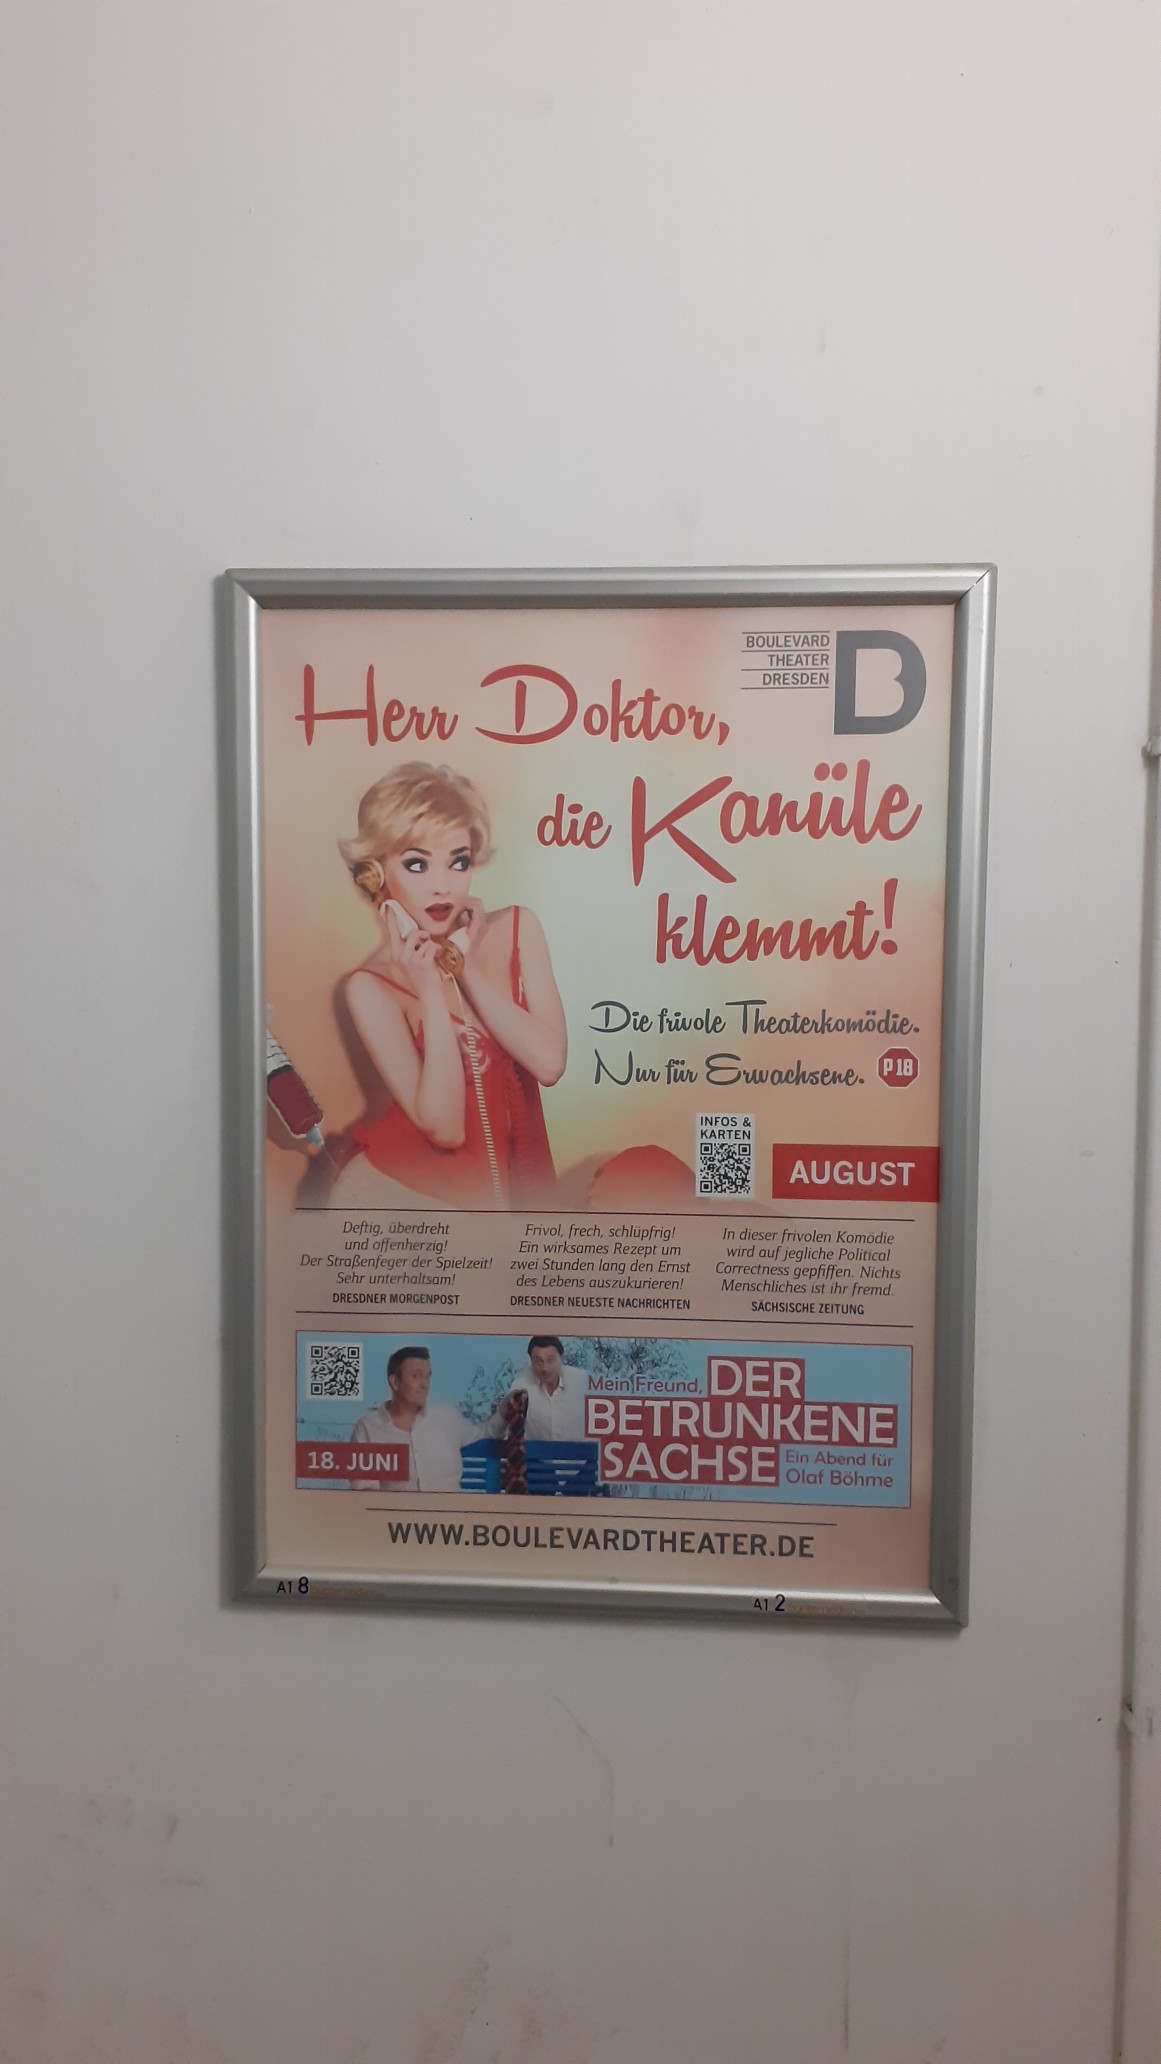 BOULEVARD
THEATER
DRESDEN
B
Herr Doktor,
die Kanüle
klemmt!
Die frivole Theaterkomödie.
Nur für Erwachsene. P18
INFOS &
KARTEN
AUGUST
Deftig, überdreht
und offenherzig!
Der Straßenfeger der Spielzeit!
Sehr unterhaltsam!
DRESDNER MORGENPOST
Frivol, frech, schlüpfrig!
Ein wirksames Rezept um
zwei Stunden lang den Ernst
des Lebens auszukurieren!
DRESDNER NEUESTE NACHRICHTEN
In dieser frivolen Komödie
wird auf jegliche Political
Correctness gepfiffen. Nichts
Menschliches ist ihr fremd.
SÄCHSISCHE ZEITUNG
Mein Freund, DER
BETRUNKENE
SACHSE
Ein Abend für
Olaf Böhme
18. JUNI
WWW.BOULEVARDTHEATER.DE
A1 8
A1 2